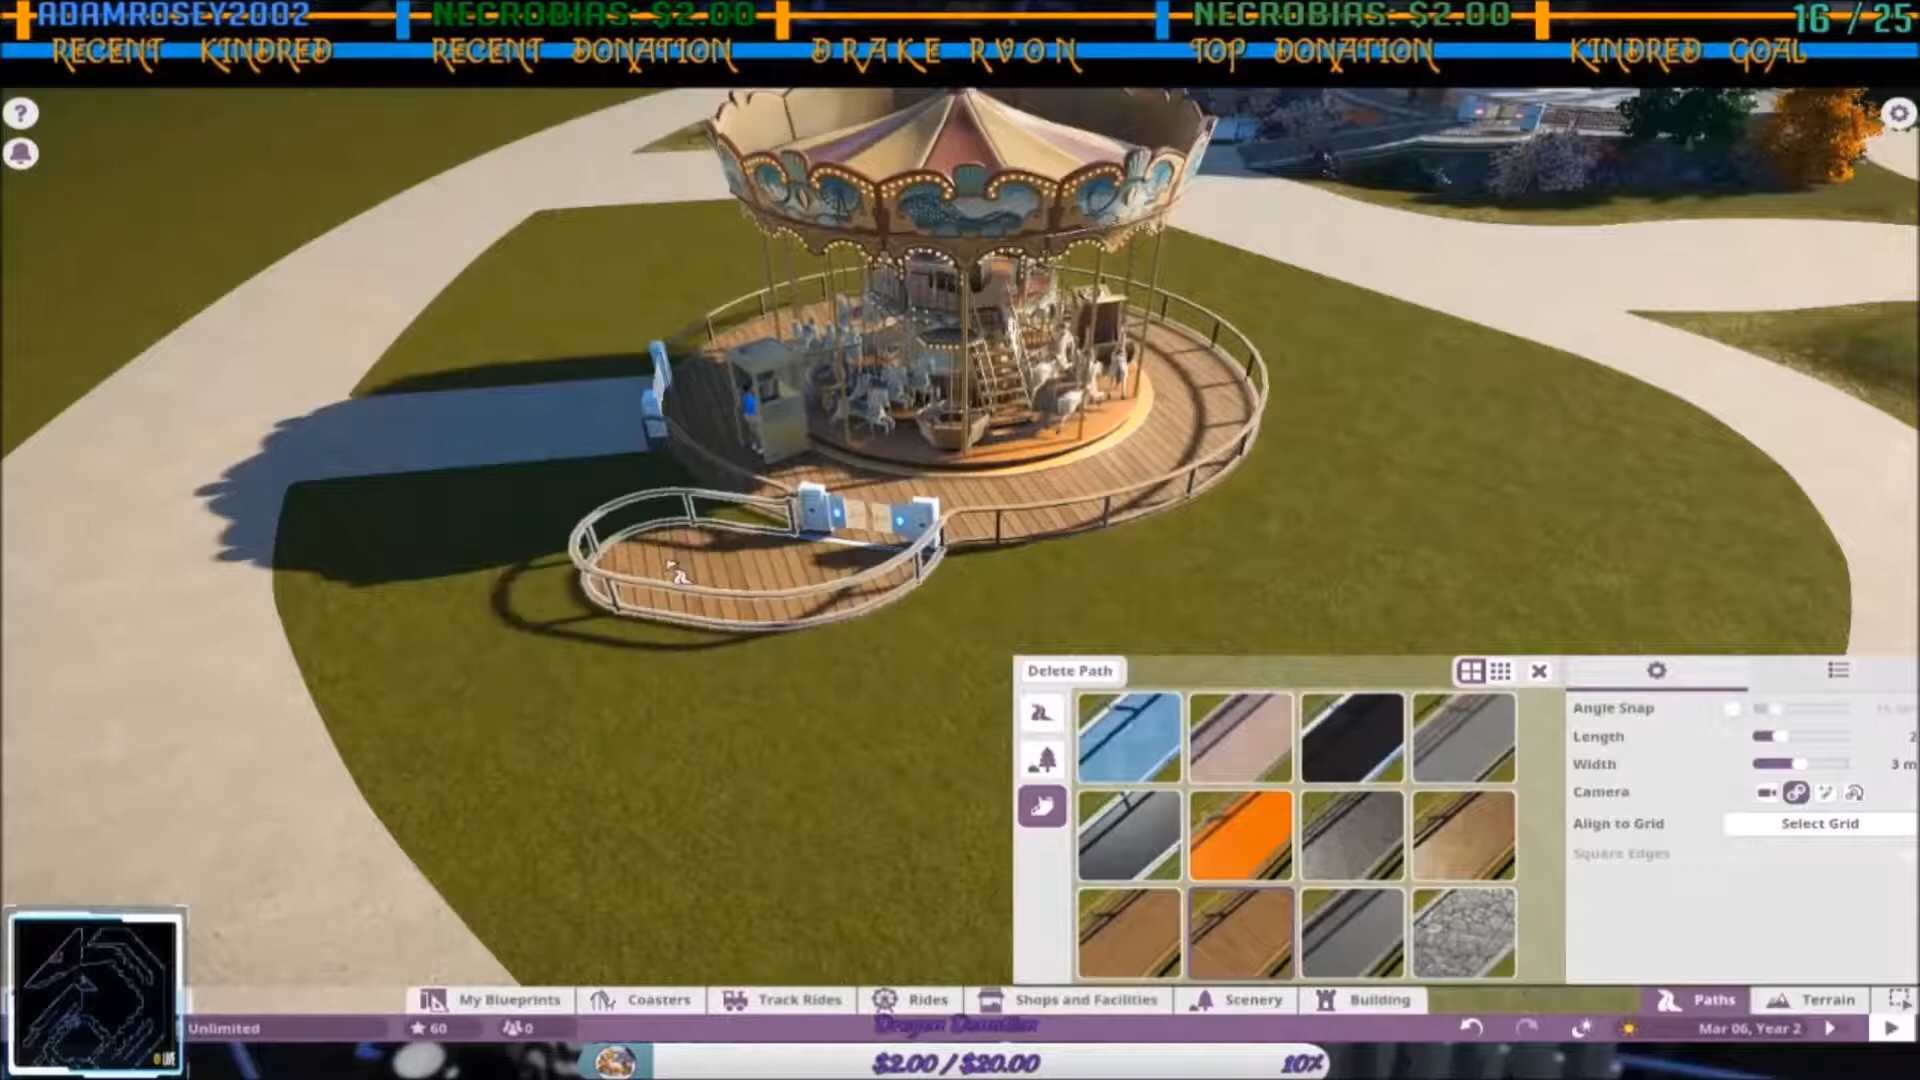 ADAMROSEY2002 NECROBIAS: $2.00 NECROBIAS: $2.00 16 / 25
RECENT KINDRED RECENT DONATION DRAKE RVON TOP DONATION KINDRED GOAL
?
Delete Path
Angle Snap
Length 2
Width 3 m
Camera
Align to Grid Select Grid
Square Edges
My Blueprints Coasters Track Rides Rides Shops and Facilities Scenery Building Paths Terrain
Unlimited 60 0 Mar 06, Year 2
LIVE
$2.00 / $20.00 10%